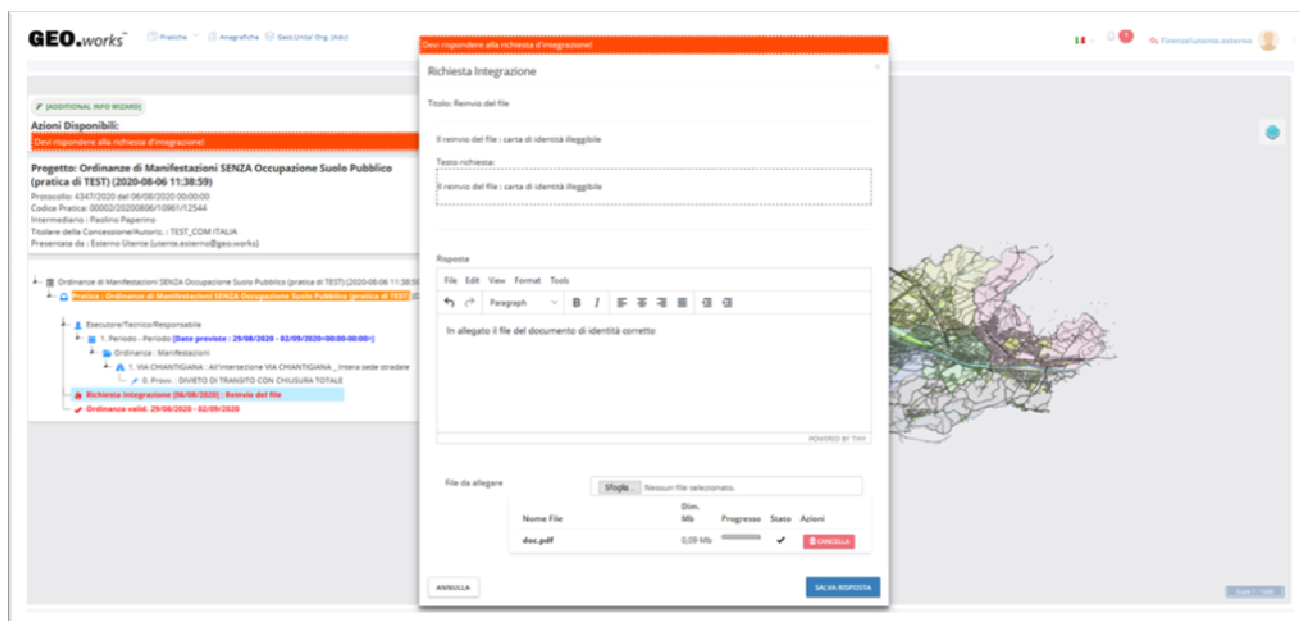 GEO.works™
Pratiche
Anagrafiche
Gest.Unita' Org. (Adv)
1
Devi rispondere alla richiesta d'integrazione!
Richiesta Integrazione
×
Titolo: Reinvio del file
Il reinvio del file : carta di identità illeggibile
Testo richiesta:
Il reinvio del file : carta di identità illeggibile
Risposta
File Edit View Format Tools
Paragraph B I
In allegato il file del documento di identità corretto
POWERED BY TINY
File da allegare
Sfoglia... Nessun file selezionato.
Nome File Dim. Mb Progresso Stato Azioni
doc.pdf 0,09 Mb CANCELLA
ANNULLA
SALVA RISPOSTA
[ADDITIONAL INFO WIZARD]
Azioni Disponibili:
Devi rispondere alla richiesta d'integrazione!
Progetto: Ordinanze di Manifestazioni SENZA Occupazione Suolo Pubblico
(pratica di TEST) (2020-08-06 11:38:59)
Protocollo: 4347/2020 del 06/08/2020 00:00:00
Codice Pratica: 00002/20200806/10961/12544
Intermediario : Paolino Paperino
Titolare della Concessione/Autoriz. : TEST_COM ITALIA
Presentata da : Esterno Utente (utente.esterno@geo.works)
Ordinanze di Manifestazioni SENZA Occupazione Suolo Pubblico (pratica di TEST) (2020-08-06 11:38:59
Pratica : Ordinanze di Manifestazioni SENZA Occupazione Suolo Pubblico (pratica di TEST)
Esecutore/Tecnico/Responsabile
1. Periodo - Periodo [Date previste : 29/08/2020 - 02/09/2020-00:00-00:00-]
Ordinanza : Manifestazioni
1. VIA CHIANTIGIANA : All'intersezione VIA CHIANTIGIANA _ Intera sede stradale
0. Provv. : DIVIETO DI TRANSITO CON CHIUSURA TOTALE
Richiesta Integrazione [06/08/2020] : Reinvio del file
Ordinanza valid. 29/08/2020 - 02/09/2020